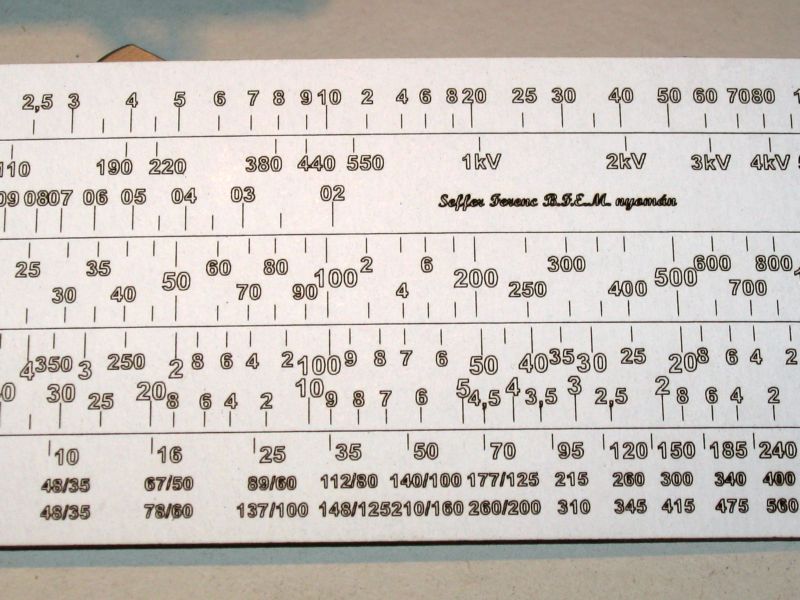 2,5 3 4 5 6 7 8 9 10 2 4 6 8 20 25 30 40 50 60 70 80
110 190 220 380 440 550 1kV 2kV 3kV 4kV
09 08 07 06 05 04 03 02 Soffer Ferenc B.F.E.M. nyomán
25 35 50 60 80 100 2 6 200 300 500 600 800
30 40 70 90 4 250 400 700
4 350 3 250 2 8 6 4 2 100 9 8 7 6 50 40 35 30 25 20 8 6 4 2
30 25 20 8 6 4 2 10 9 8 7 6 5 4,5 4 3,5 3 2,5 2 8 6 4 2
10 16 25 35 50 70 95 120 150 185 240
48/35 67/50 89/60 112/80 140/100 177/125 215 260 300 340 400
48/35 78/60 137/100 148/125 210/160 260/200 310 345 415 475 560